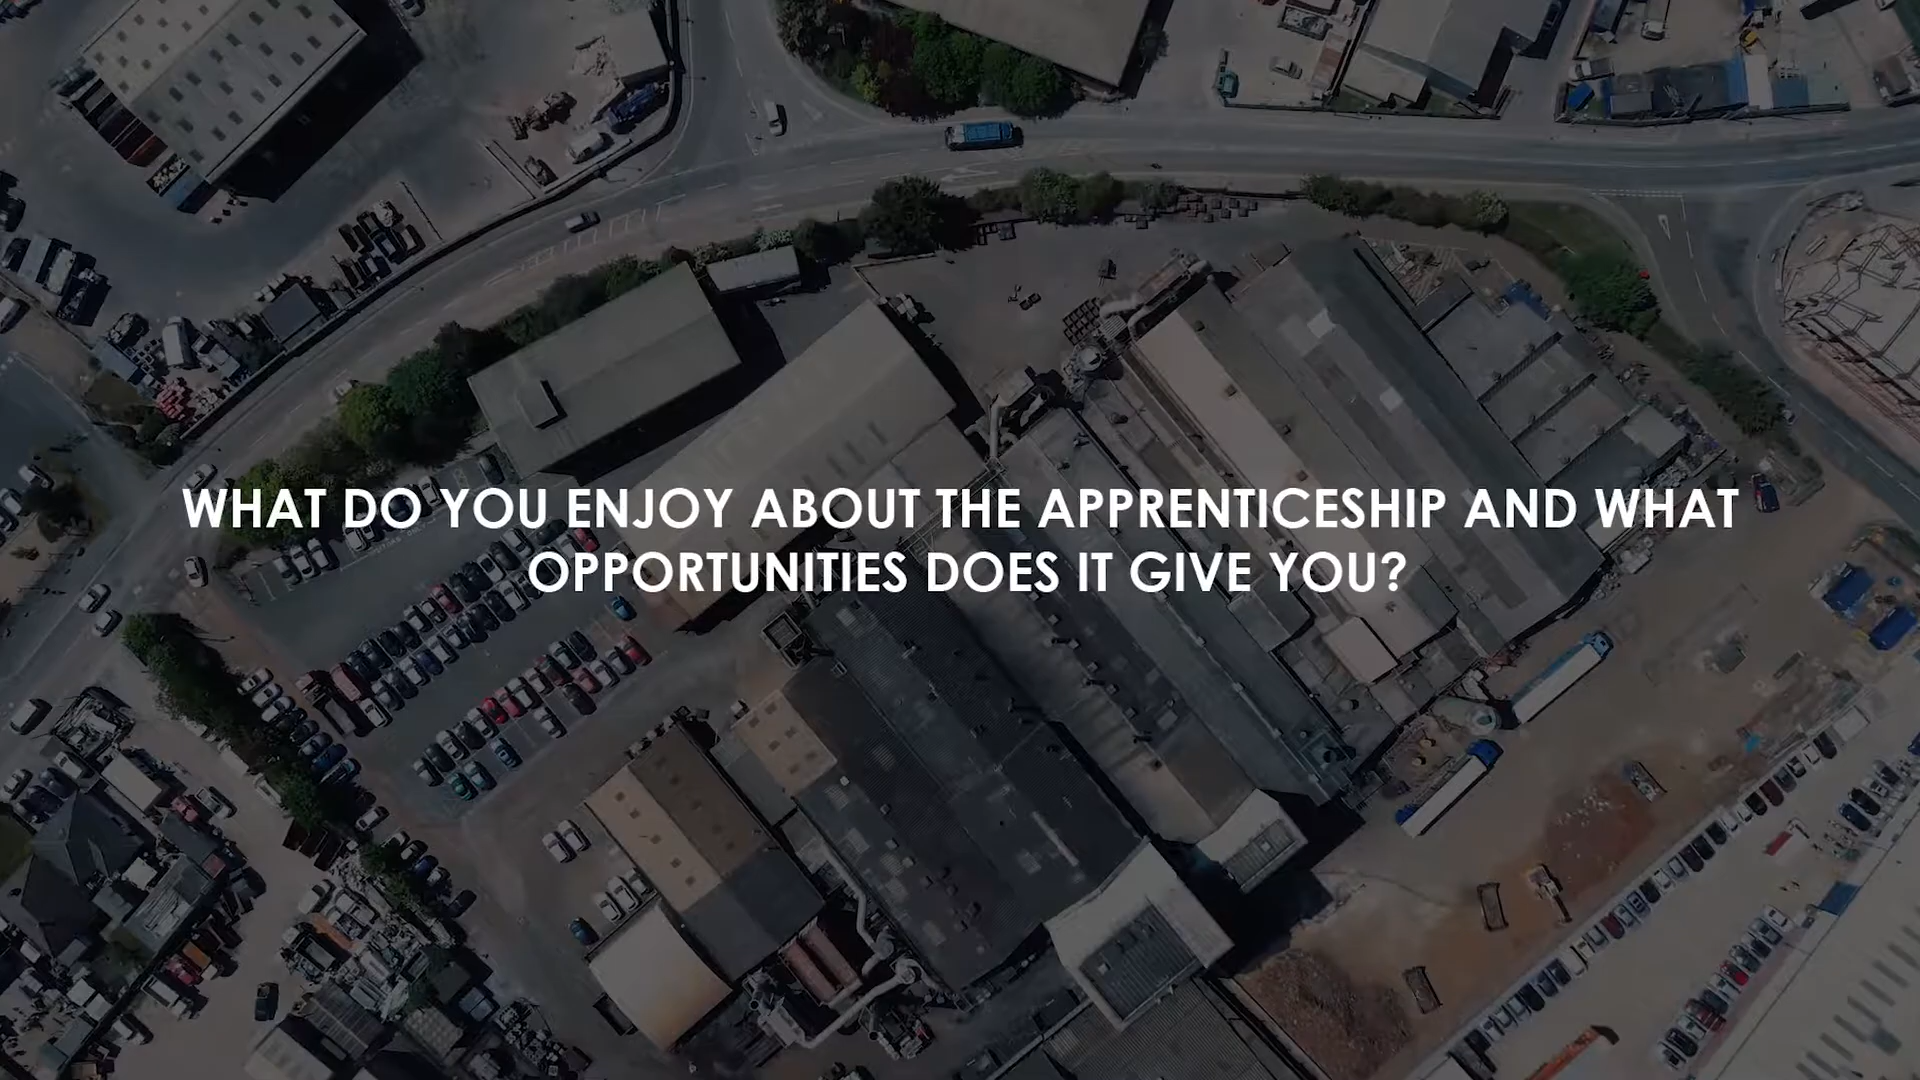 WHAT DO YOU ENJOY ABOUT THE APPRENTICESHIP AND WHAT
OPPORTUNITIES DOES IT GIVE YOU?